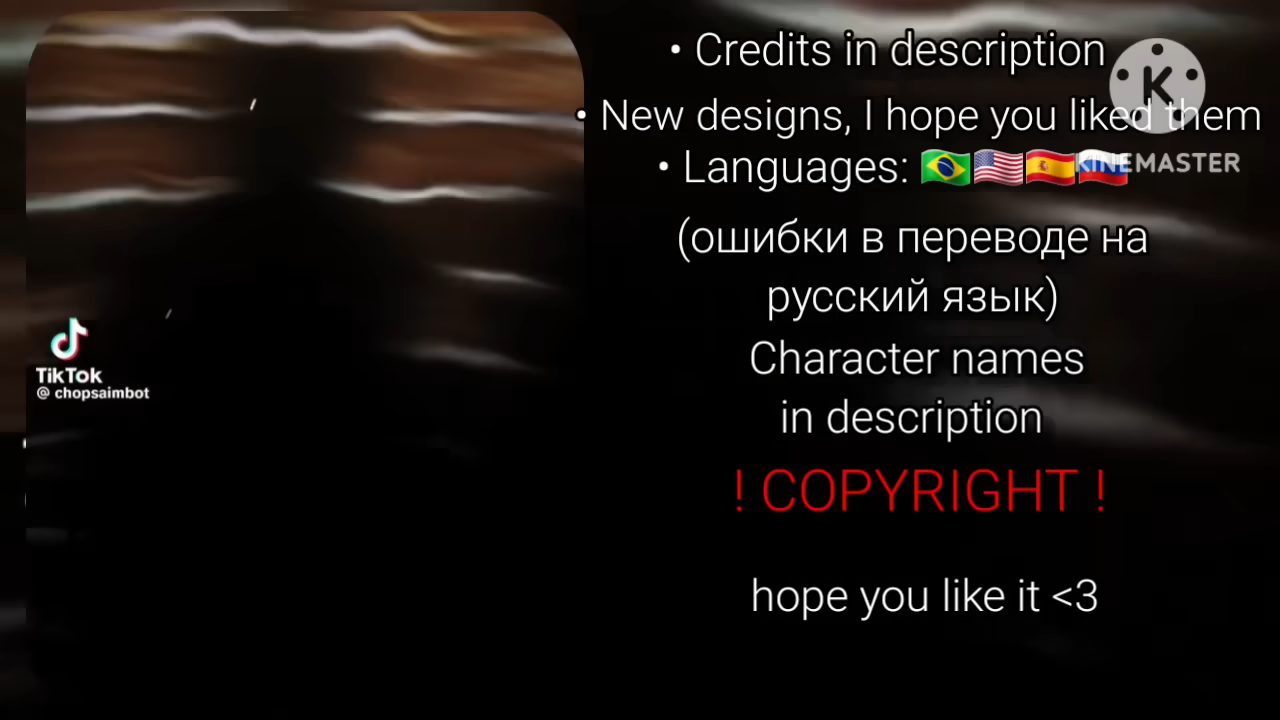 • Credits in description
• New designs, I hope you liked them
• Languages: 🇧🇷🇺🇸🇪🇸🇷🇺
KINEMASTER
(ошибки в переводе на
русский язык)
Character names
in description
! COPYRIGHT !
hope you like it <3
K
TikTok
@ chopsaimbot